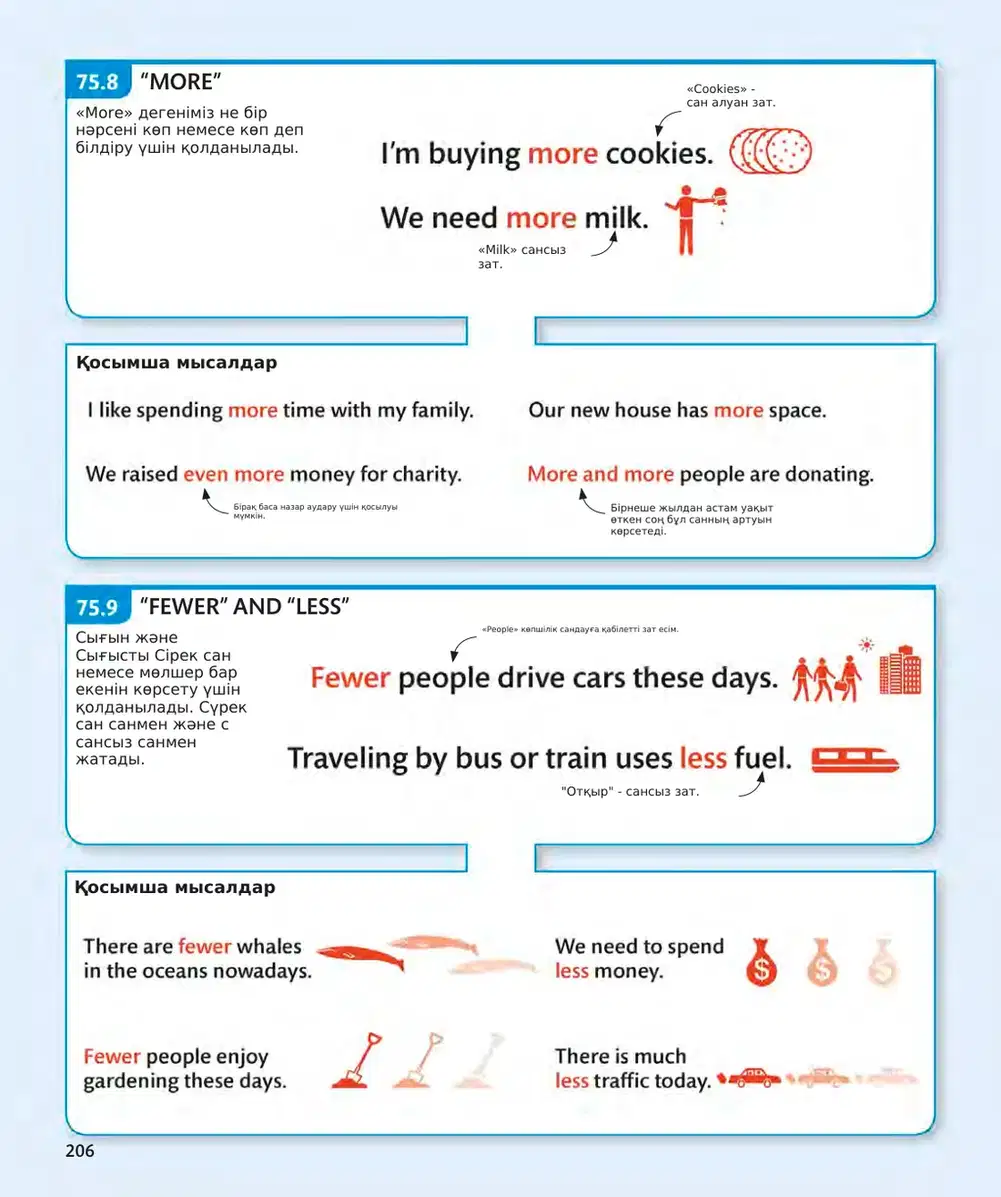 75.8 “MORE”
«More» дегеніміз не бір
нәрсені көп немесе көп деп
білдіру үшін қолданылады.
«Cookies» -
сан алуан зат.
I’m buying more cookies.
We need more milk.
«Milk» сансыз
зат.
Қосымша мысалдар
I like spending more time with my family.
Our new house has more space.
We raised even more money for charity.
Бірақ баса назар аудару үшін қосылуы
мүмкін.
More and more people are donating.
Бірнеше жылдан астам уақыт
өткен соң бұл санның артуын
көрсетеді.
75.9 “FEWER” AND “LESS”
Сығын және
Сығысты Сірек сан
немесе мөлшер бар
екенін көрсету үшін
қолданылады. Сүрек
сан санмен және с
сансыз санмен
жатады.
«People» көпшілік сандауға қабілетті зат есім.
Fewer people drive cars these days.
Traveling by bus or train uses less fuel.
"Отқыр" - сансыз зат.
Қосымша мысалдар
There are fewer whales
in the oceans nowadays.
We need to spend
less money.
$ $ $
Fewer people enjoy
gardening these days.
There is much
less traffic today.
206